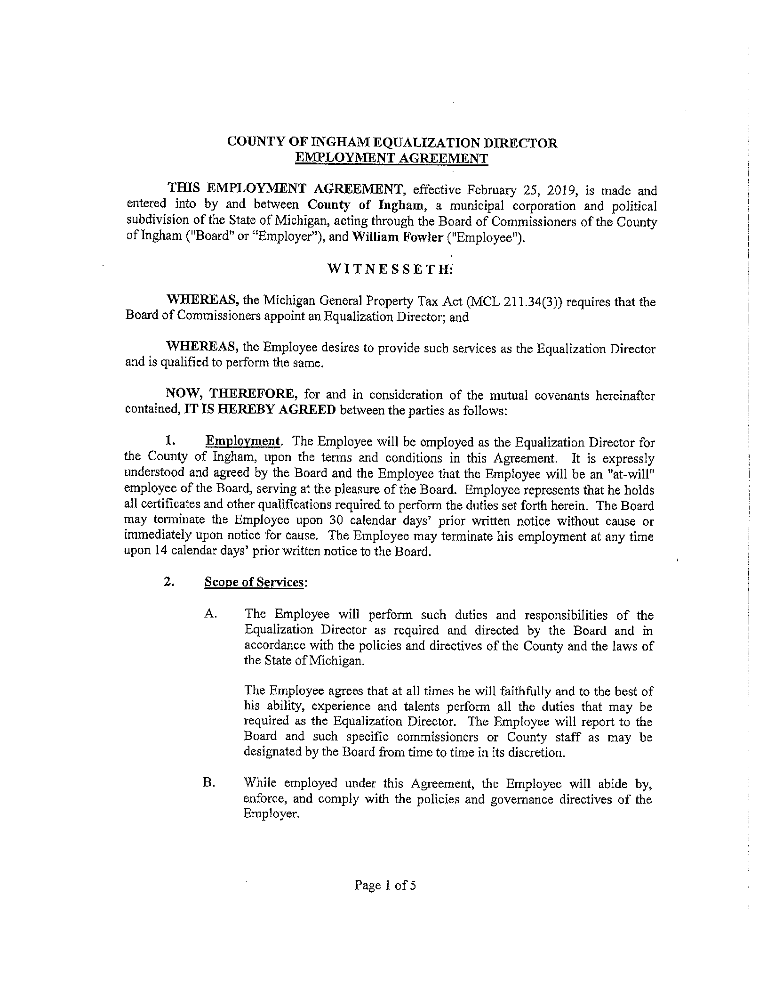 COUNTY OF INGHAM EQUALIZATION DIRECTOR
EMPLOYMENT AGREEMENT
THIS EMPLOYMENT AGREEMENT, effective February 25, 2019, is made and
entered into by and between County of Ingham, a municipal corporation and political
subdivision of the State of Michigan, acting through the Board of Commissioners of the County
of Ingham ("Board" or “Employer”), and William Fowler ("Employee").
W I T N E S S E T H:
WHEREAS, the Michigan General Property Tax Act (MCL 211.34(3)) requires that the
Board of Commissioners appoint an Equalization Director; and
WHEREAS, the Employee desires to provide such services as the Equalization Director
and is qualified to perform the same.
NOW, THEREFORE, for and in consideration of the mutual covenants hereinafter
contained, IT IS HEREBY AGREED between the parties as follows:
1. Employment. The Employee will be employed as the Equalization Director for
the County of Ingham, upon the terms and conditions in this Agreement. It is expressly
understood and agreed by the Board and the Employee that the Employee will be an "at-will"
employee of the Board, serving at the pleasure of the Board. Employee represents that he holds
all certificates and other qualifications required to perform the duties set forth herein. The Board
may terminate the Employee upon 30 calendar days’ prior written notice without cause or
immediately upon notice for cause. The Employee may terminate his employment at any time
upon 14 calendar days’ prior written notice to the Board.
2. Scope of Services:
A. The Employee will perform such duties and responsibilities of the
Equalization Director as required and directed by the Board and in
accordance with the policies and directives of the County and the laws of
the State of Michigan.
The Employee agrees that at all times he will faithfully and to the best of
his ability, experience and talents perform all the duties that may be
required as the Equalization Director. The Employee will report to the
Board and such specific commissioners or County staff as may be
designated by the Board from time to time in its discretion.
B. While employed under this Agreement, the Employee will abide by,
enforce, and comply with the policies and governance directives of the
Employer.
Page 1 of 5